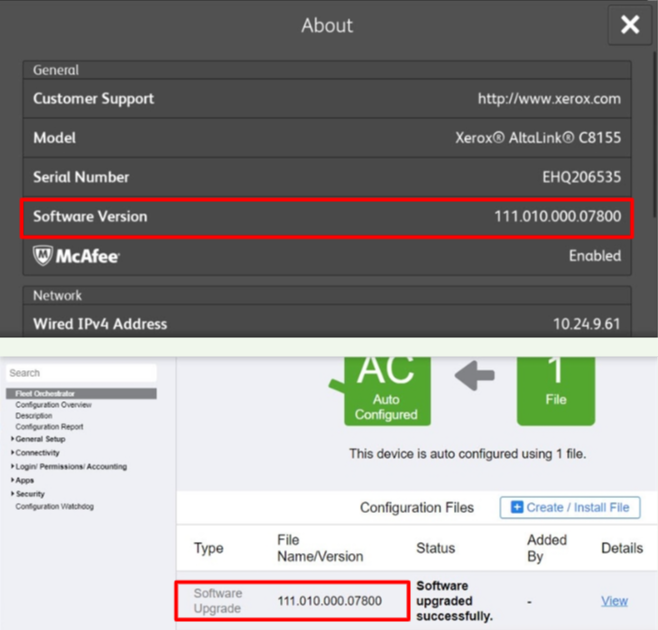 About
General
Customer Support http://www.xerox.com
Model Xerox® AltaLink® C8155
Serial Number EHQ206535
Software Version 111.010.000.07800
McAfee Enabled
Network
Wired IPv4 Address 10.24.9.61
Search
Fleet Orchestrator
Configuration Overview
Description
Configuration Report
General Setup
Connectivity
Login/ Permissions/ Accounting
Apps
Security
Configuration Watchdog
AC
Auto
Configured
1
File
This device is auto configured using 1 file.
Configuration Files
Create / Install File
Type File Name/Version Status Added By Details
Software Upgrade 111.010.000.07800 Software upgraded successfully. - View